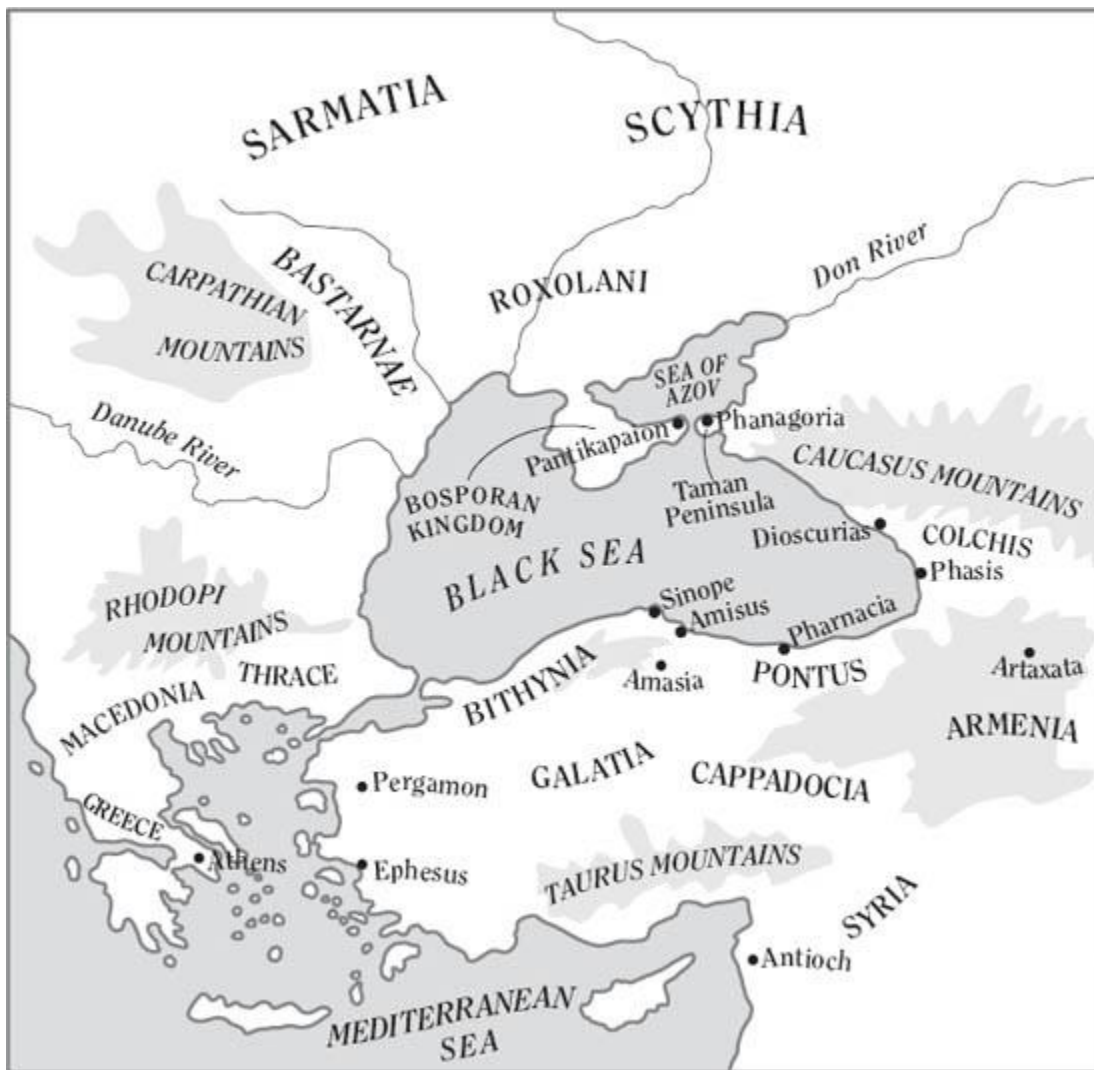 SARMATIA
SCYTHIA
Don River
BASTARNAE
ROXOLANI
CARPATHIAN
MOUNTAINS
SEA OF
AZOV
Danube River
Pantikapaion
Phanagoria
CAUCASUS MOUNTAINS
Taman
Peninsula
BOSPORAN
KINGDOM
Dioscurias
COLCHIS
BLACK SEA
Phasis
RHODOPI
MOUNTAINS
Sinope
Amisus
Pharnacia
THRACE
Amasia
PONTUS
Artaxata
MACEDONIA
BITHYNIA
ARMENIA
GALATIA
CAPPADOCIA
Pergamon
GREECE
Athens
Ephesus
TAURUS MOUNTAINS
SYRIA
Antioch
MEDITERRANEAN
SEA